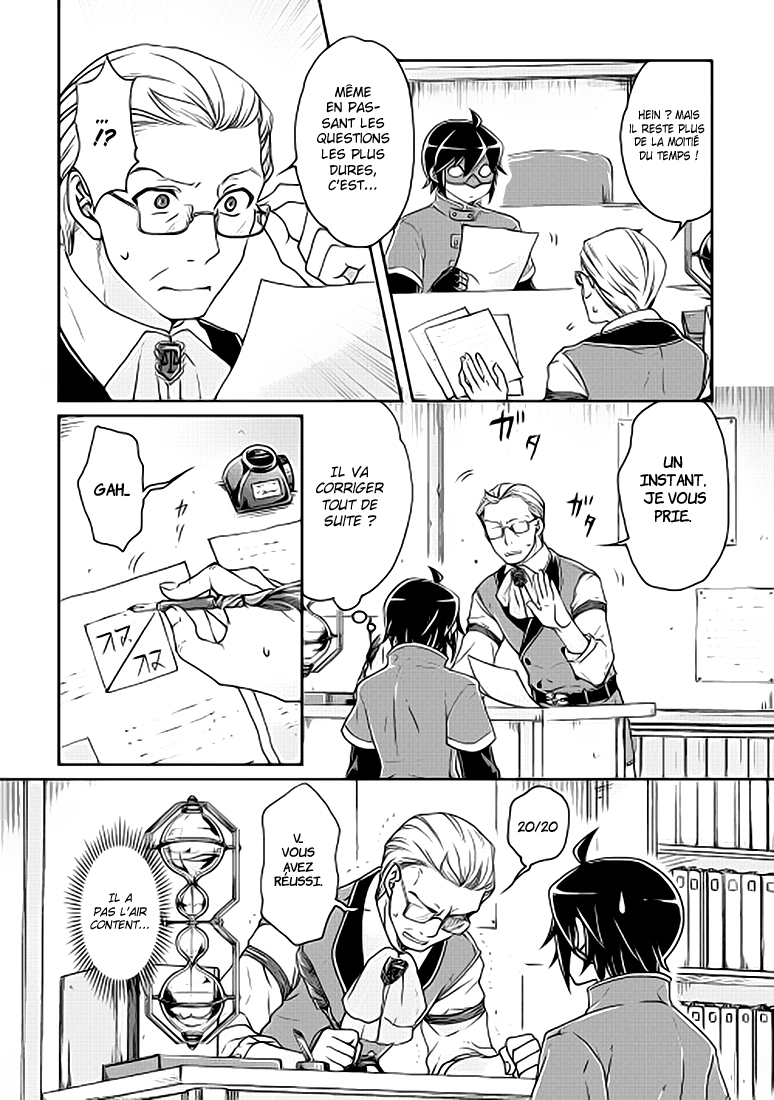 HEIN ? MAIS
IL RESTE PLUS
DE LA MOITIÉ
DU TEMPS !
MÊME
EN PAS-
SANT LES
QUESTIONS
LES PLUS
DURES,
C'EST...
...
!?
UN
INSTANT.
JE VOUS
PRIE.
ガタ
ガタ
IL VA
CORRIGER
TOUT DE
SUITE ?
GAH...
20/20
V.
VOUS
AVEZ
RÉUSSI.
IL A
PAS L'AIR
CONTENT...